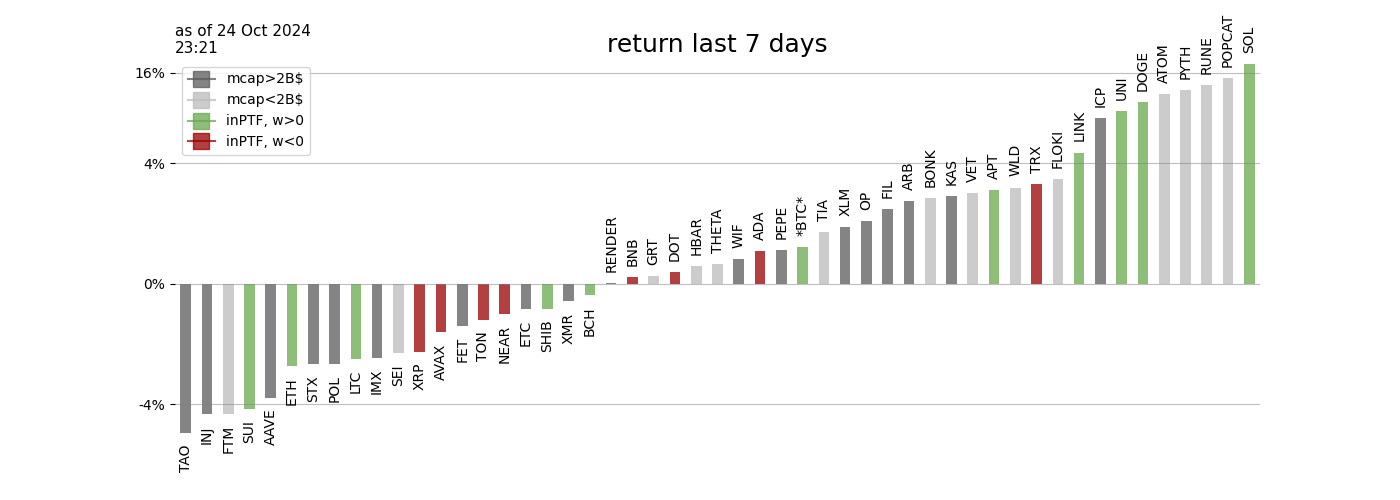 as of 24 Oct 2024
23:21
return last 7 days
mcap>2B$
mcap<2B$
inPTF, w>0
inPTF, w<0
16%
4%
0%
-4%
TAO
INJ
FTM
SUI
AAVE
ETH
STX
POL
LTC
IMX
SEI
XRP
AVAX
FET
TON
NEAR
ETC
SHIB
XMR
BCH
RENDER
BNB
GRT
DOT
HBAR
THETA
WIF
ADA
PEPE
*BTC*
TIA
XLM
OP
FIL
ARB
BONK
KAS
VET
APT
WLD
TRX
FLOKI
LINK
ICP
UNI
DOGE
ATOM
PYTH
RUNE
POPCAT
SOL